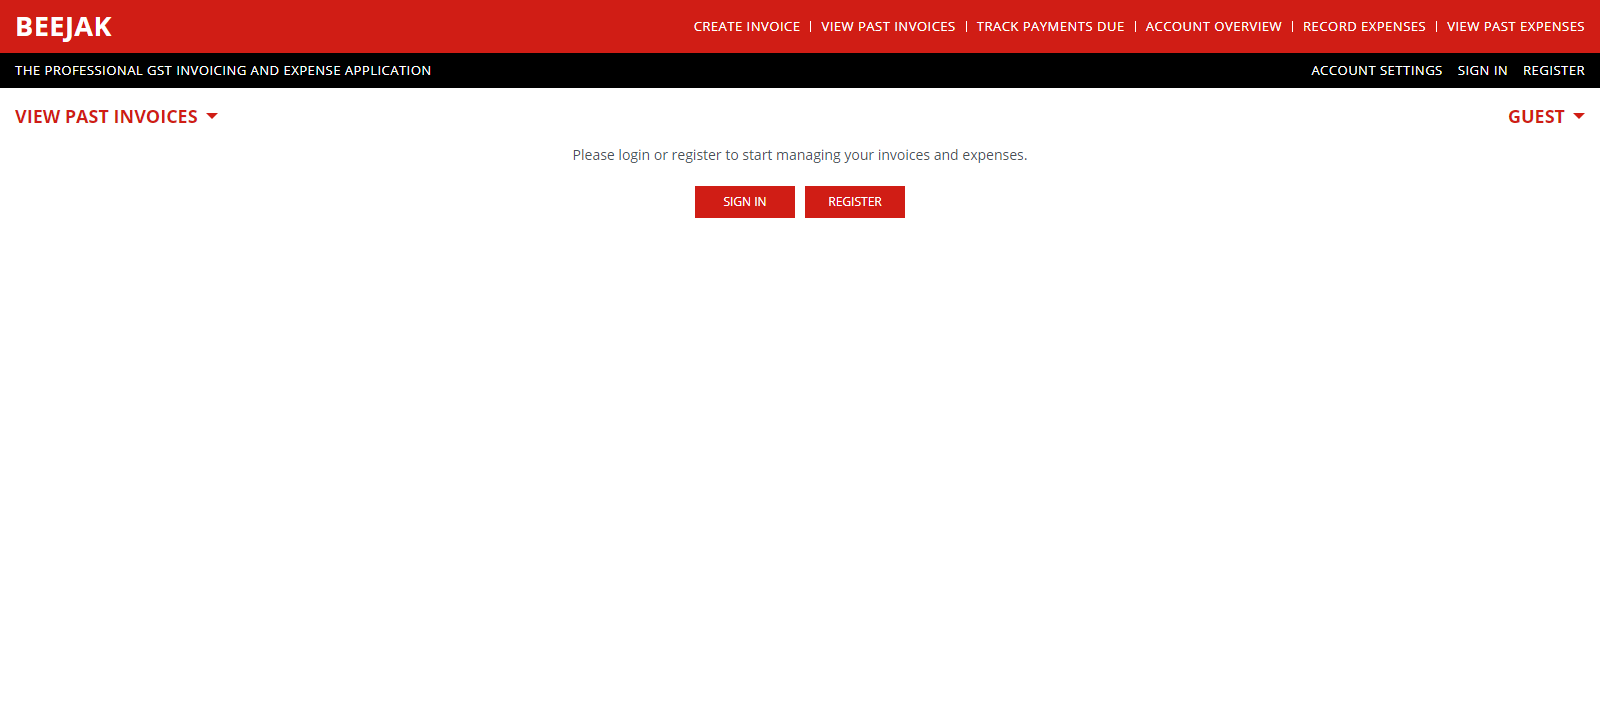 BEEJAK
CREATE INVOICE | VIEW PAST INVOICES | TRACK PAYMENTS DUE | ACCOUNT OVERVIEW | RECORD EXPENSES | VIEW PAST EXPENSES
THE PROFESSIONAL GST INVOICING AND EXPENSE APPLICATION
ACCOUNT SETTINGS SIGN IN REGISTER
VIEW PAST INVOICES
GUEST
Please login or register to start managing your invoices and expenses.
SIGN IN REGISTER